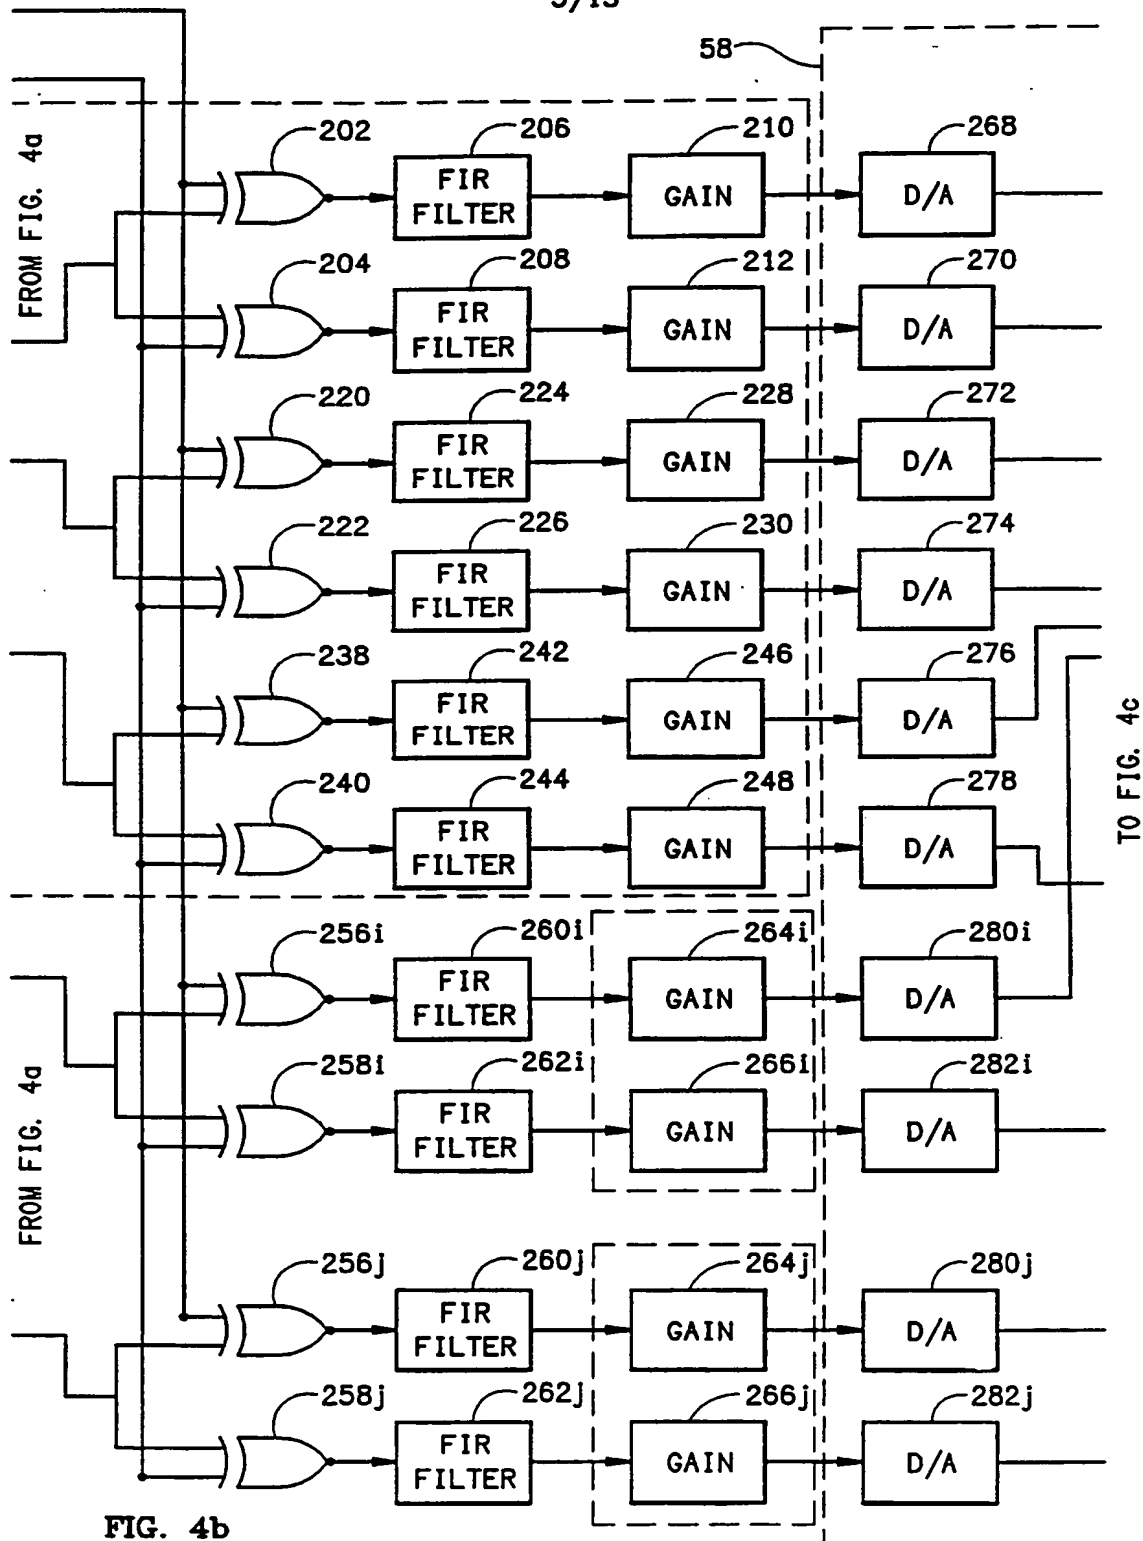 58
FROM FIG. 4a
202 206 210 268
FIR FILTER GAIN D/A
204 208 212 270
FIR FILTER GAIN D/A
220 224 228 272
FIR FILTER GAIN D/A
222 226 230 274
FIR FILTER GAIN D/A
238 242 246 276
FIR FILTER GAIN D/A
TO FIG. 4c
240 244 248 278
FIR FILTER GAIN D/A
256i 260i 264i 280i
FIR FILTER GAIN D/A
FROM FIG. 4a
258i 262i 266i 282i
FIR FILTER GAIN D/A
256j 260j 264j 280j
FIR FILTER GAIN D/A
258j 262j 266j 282j
FIR FILTER GAIN D/A
FIG. 4b